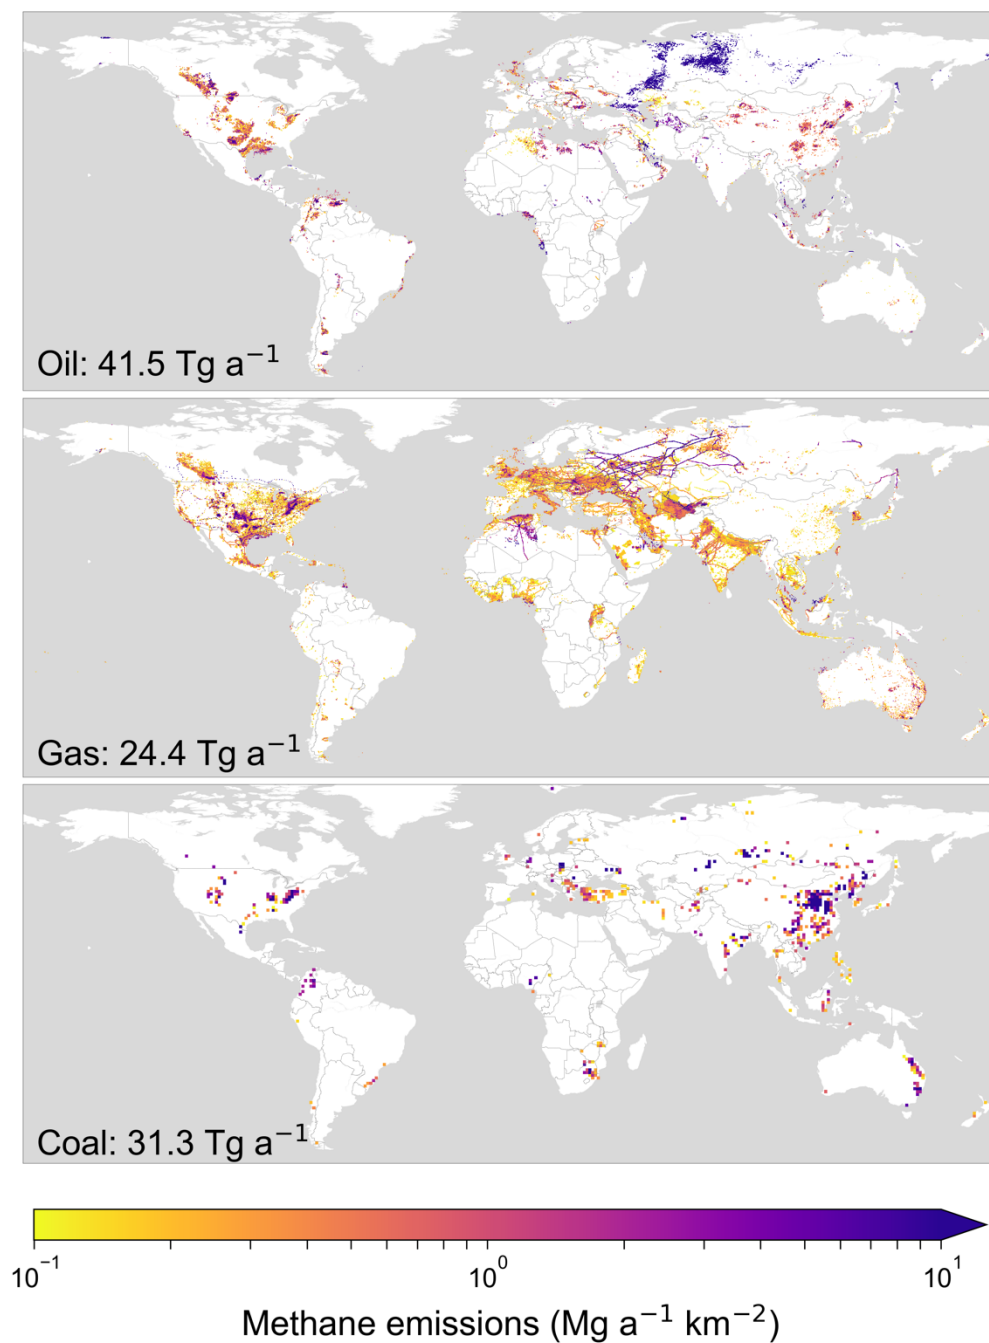 Oil: 41.5 Tg a⁻¹
Gas: 24.4 Tg a⁻¹
Coal: 31.3 Tg a⁻¹
10⁻¹ 10⁰ 10¹
Methane emissions (Mg a⁻¹ km⁻²)